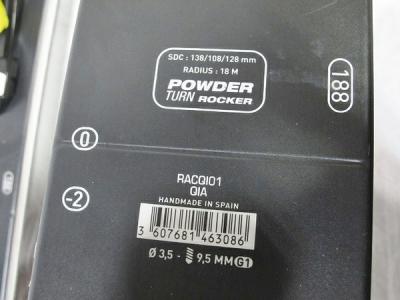 SDC : 138/108/128 mm
RADIUS : 18 M
POWDER
TURN ROCKER
188
0
-2
RACQI01
QIA
HANDMADE IN SPAIN
3 607681 463086
Ø 3,5 - 9,5 MM G1